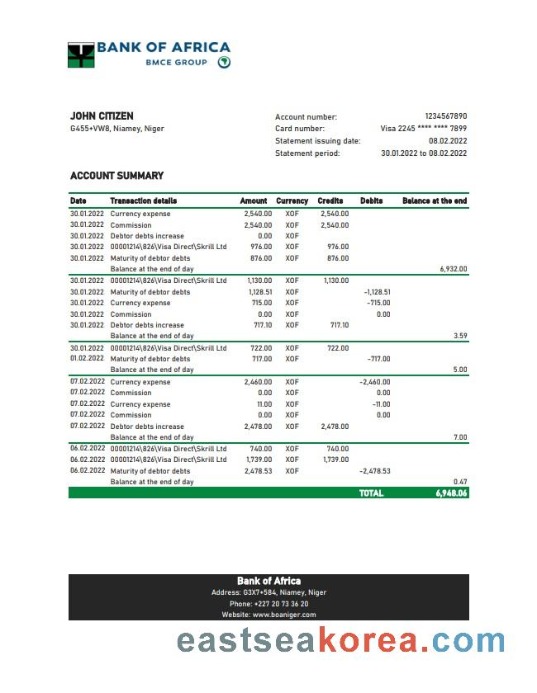 BANK OF AFRICA
BMCE GROUP
JOHN CITIZEN
G455+VW8, Niamey, Niger
Account number: 1234567890
Card number: Visa 2245 **** **** 7899
Statement issuing date: 08.02.2022
Statement period: 30.01.2022 to 08.02.2022
ACCOUNT SUMMARY
Date Transaction details Amount Currency Credits Debits Balance at the end
30.01.2022 Currency expense 2,540.00 XOF 2,540.00
30.01.2022 Commission 2,540.00 XOF 2,540.00
30.01.2022 Debtor debts increase 0.00 XOF 0.00
30.01.2022 00001214\826\Visa Direct\Skrill Ltd 976.00 XOF 976.00
30.01.2022 Maturity of debtor debts 876.00 XOF 876.00
Balance at the end of day 6,932.00
30.01.2022 00001214\826\Visa Direct\Skrill Ltd 1,130.00 XOF 1,130.00
30.01.2022 Maturity of debtor debts 1,128.51 XOF -1,128.51
30.01.2022 Currency expense 715.00 XOF -715.00
30.01.2022 Commission 0.00 XOF 0.00
30.01.2022 Debtor debts increase 717.10 XOF 717.10
Balance at the end of day 3.59
30.01.2022 00001214\826\Visa Direct\Skrill Ltd 722.00 XOF 722.00
01.02.2022 Maturity of debtor debts 717.00 XOF -717.00
Balance at the end of day 5.00
07.02.2022 Currency expense 2,460.00 XOF -2,460.00
07.02.2022 Commission 0.00 XOF 0.00
07.02.2022 Currency expense 11.00 XOF -11.00
07.02.2022 Commission 0.00 XOF 0.00
07.02.2022 Debtor debts increase 2,478.00 XOF 2,478.00
Balance at the end of day 7.00
06.02.2022 00001214\826\Visa Direct\Skrill Ltd 740.00 XOF 740.00
06.02.2022 00001214\826\Visa Direct\Skrill Ltd 1,739.00 XOF 1,739.00
06.02.2022 Maturity of debtor debts 2,478.53 XOF -2,478.53
Balance at the end of day 0.47
TOTAL 6,948.06
Bank of Africa
Address: G3X7+584, Niamey, Niger
Phone: +227 20 73 36 20
Website: www.boaniger.com
eastseakorea.com